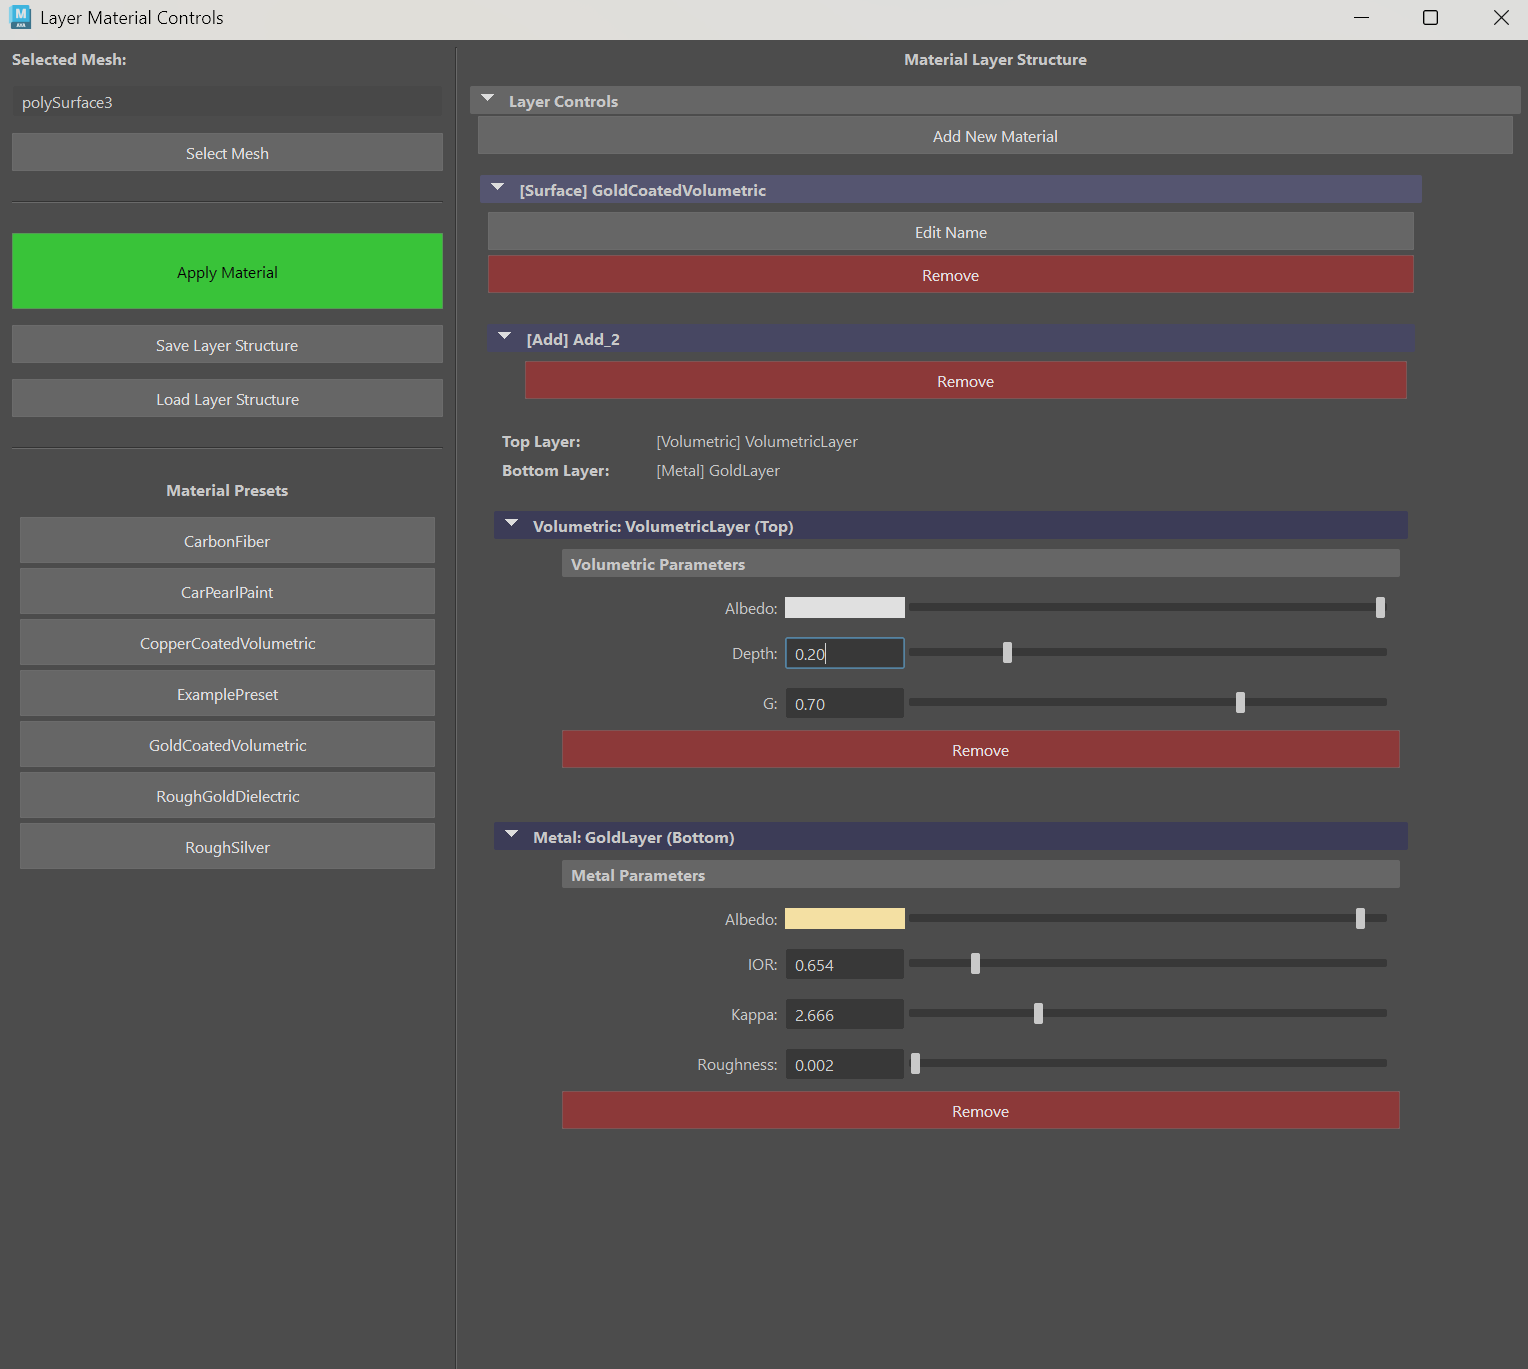 Layer Material Controls
Selected Mesh:
polySurface3
Select Mesh
Apply Material
Save Layer Structure
Load Layer Structure
Material Presets
CarbonFiber
CarPearlPaint
CopperCoatedVolumetric
ExamplePreset
GoldCoatedVolumetric
RoughGoldDielectric
RoughSilver
Material Layer Structure
Layer Controls
Add New Material
[Surface] GoldCoatedVolumetric
Edit Name
Remove
[Add] Add_2
Remove
Top Layer: [Volumetric] VolumetricLayer
Bottom Layer: [Metal] GoldLayer
Volumetric: VolumetricLayer (Top)
Volumetric Parameters
Albedo:
Depth: 0.20
G: 0.70
Remove
Metal: GoldLayer (Bottom)
Metal Parameters
Albedo:
IOR: 0.654
Kappa: 2.666
Roughness: 0.002
Remove